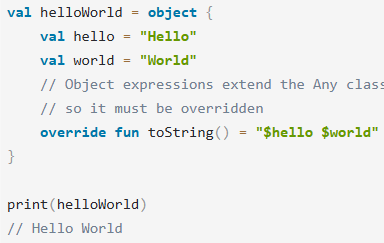 val helloWorld = object {
    val hello = "Hello"
    val world = "World"
    // Object expressions extend the Any class
    // so it must be overridden
    override fun toString() = "$hello $world"
}

print(helloWorld)
// Hello World